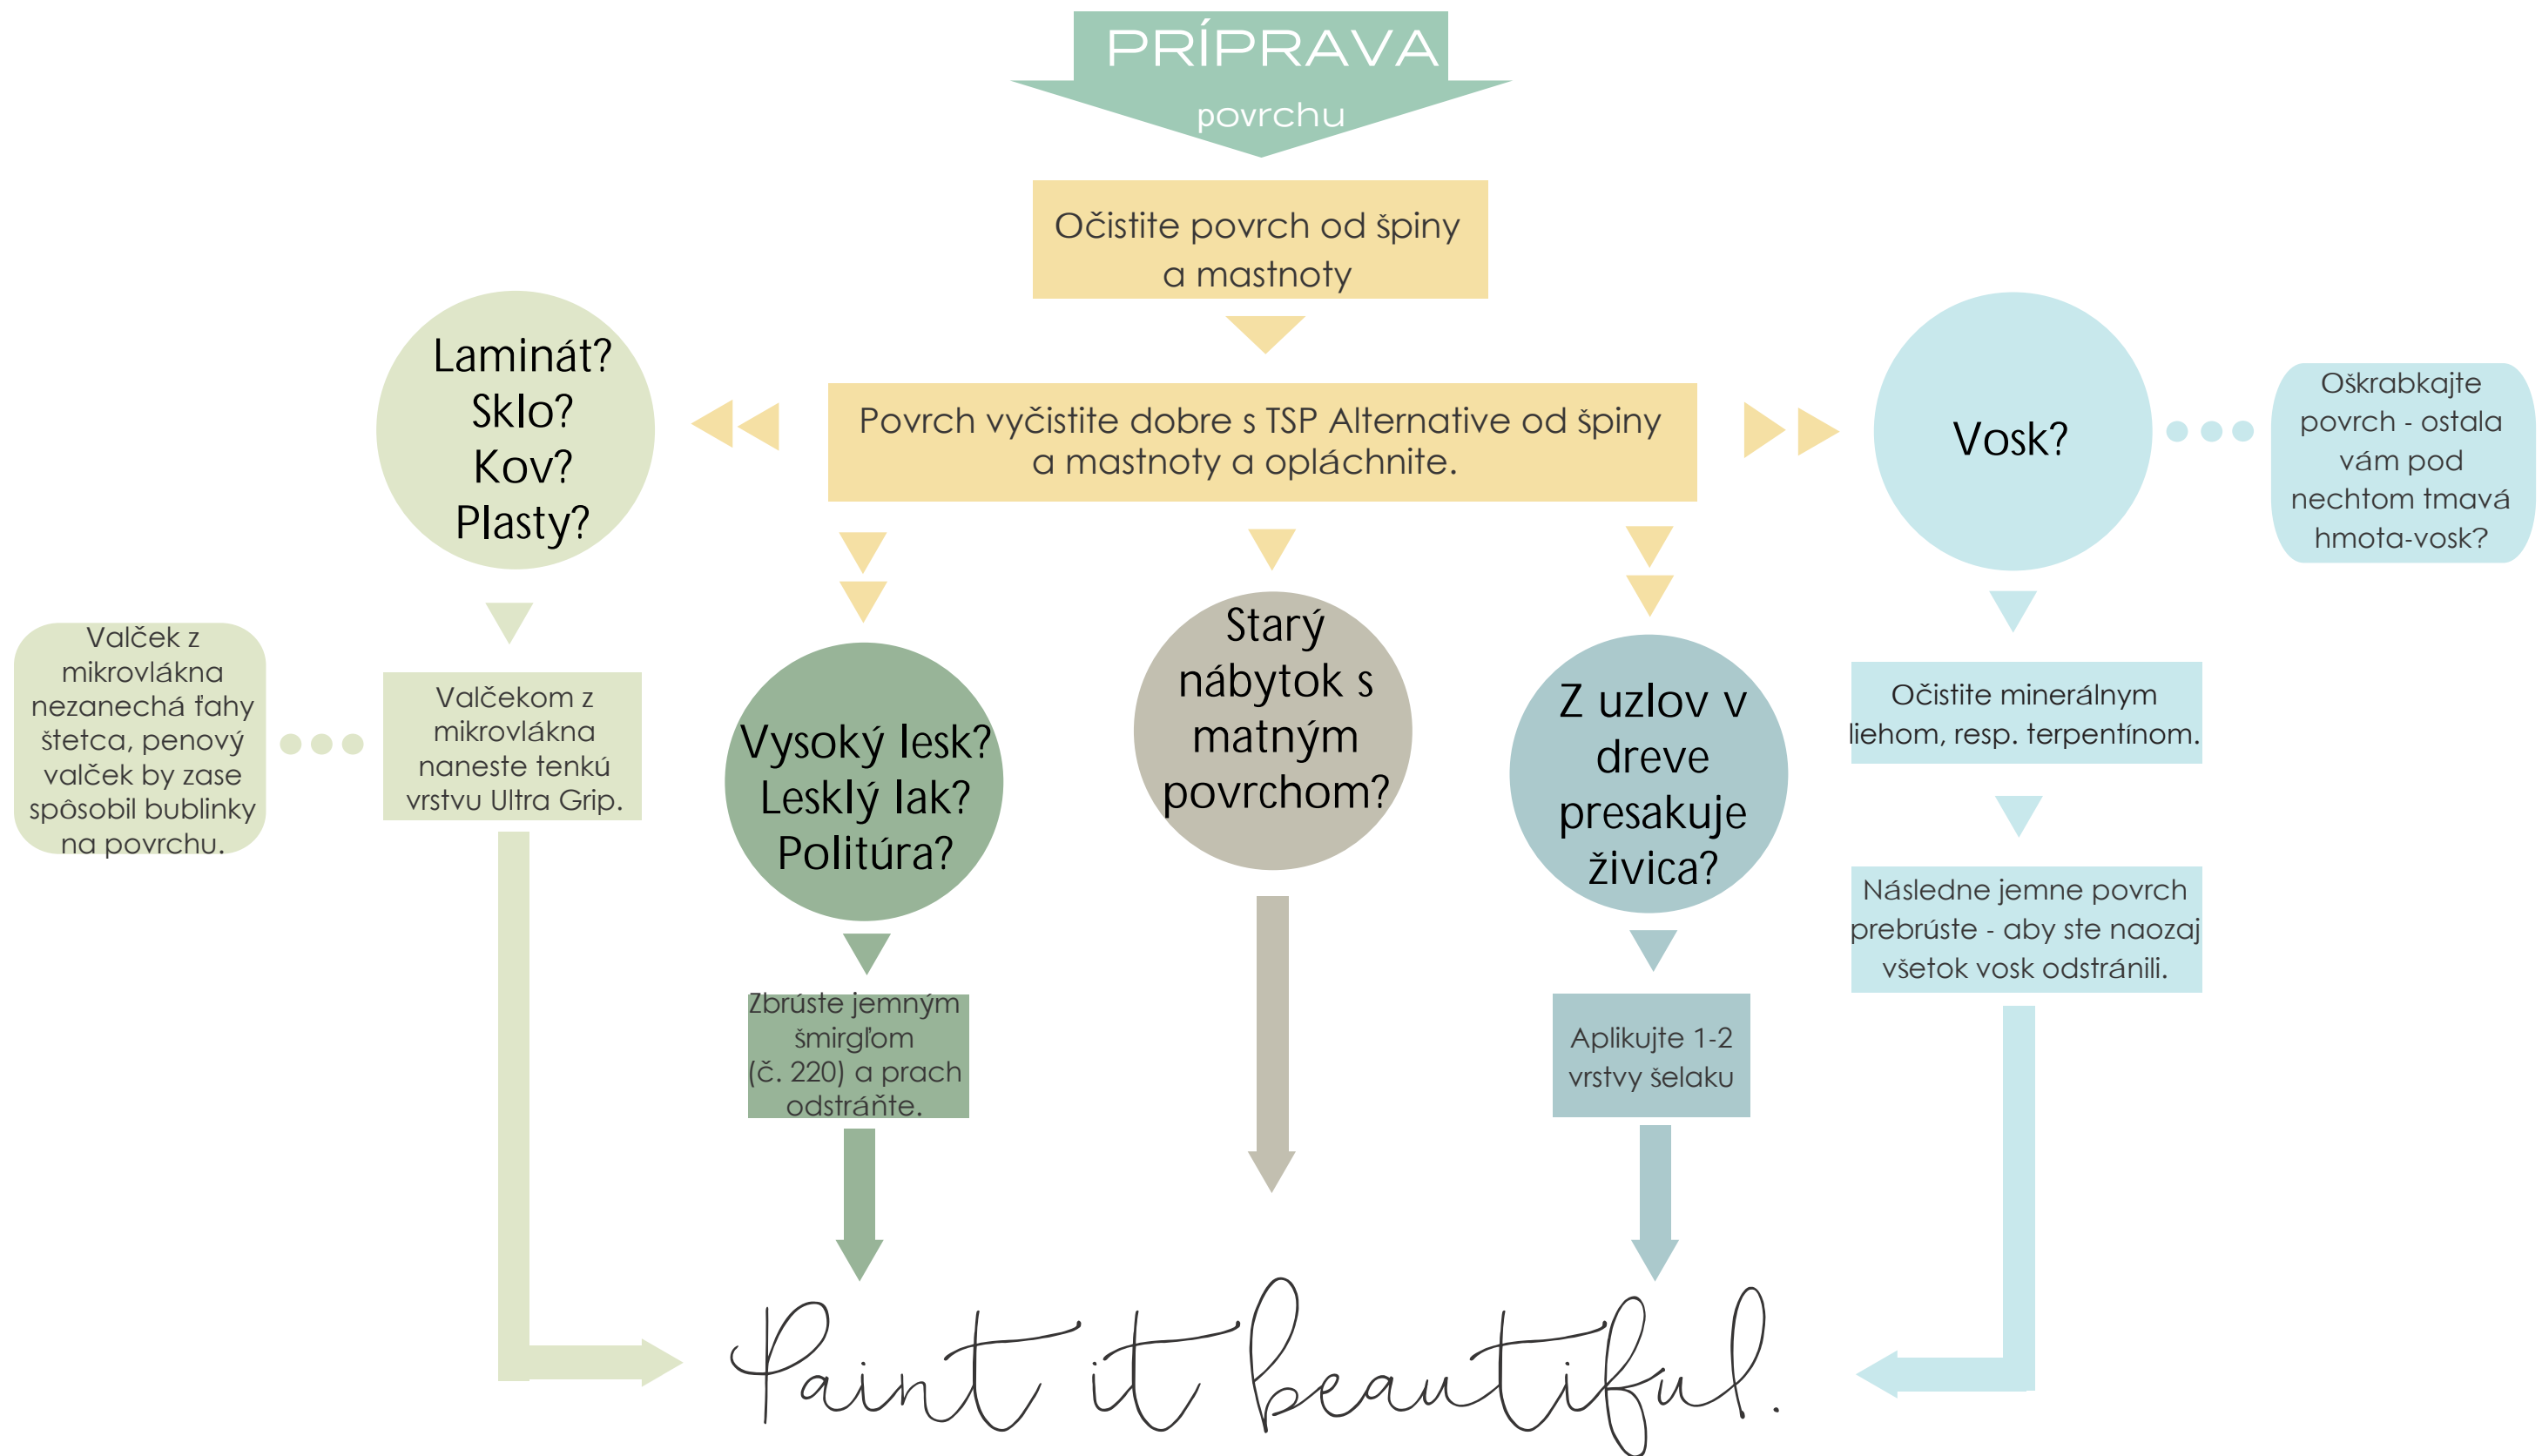 PRÍPRAVA
povrchu
Očistite povrch od špiny
a mastnoty
Povrch vyčistite dobre s TSP Alternative od špiny
a mastnoty a opláchnite.
Laminát?
Sklo?
Kov?
Plasty?
Valček z
mikrovlákna
nezanechá ťahy
štetca, penový
valček by zase
spôsobil bublinky
na povrchu.
Valčekom z
mikrovlákna
naneste tenkú
vrstvu Ultra Grip.
Vysoký lesk?
Lesklý lak?
Politúra?
Zbrúste jemným
šmirgľom
(č. 220) a prach
odstráňte.
Starý
nábytok s
matným
povrchom?
Z uzlov v
dreve
presakuje
živica?
Aplikujte 1-2
vrstvy šelaku
Vosk?
Oškrabkajte
povrch - ostala
vám pod
nechtom tmavá
hmota-vosk?
Očistite minerálnym
liehom, resp. terpentínom.
Následne jemne povrch
prebrúste - aby ste naozaj
všetok vosk odstránili.
Paint it beautiful.